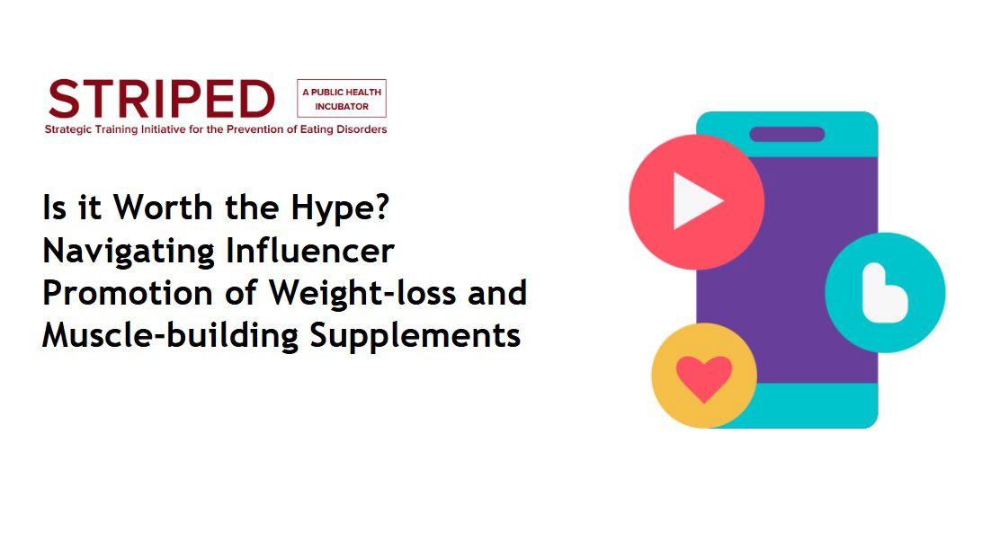 STRIPED
A PUBLIC HEALTH
INCUBATOR
Strategic Training Initiative for the Prevention of Eating Disorders
Is it Worth the Hype?
Navigating Influencer
Promotion of Weight-loss and
Muscle-building Supplements